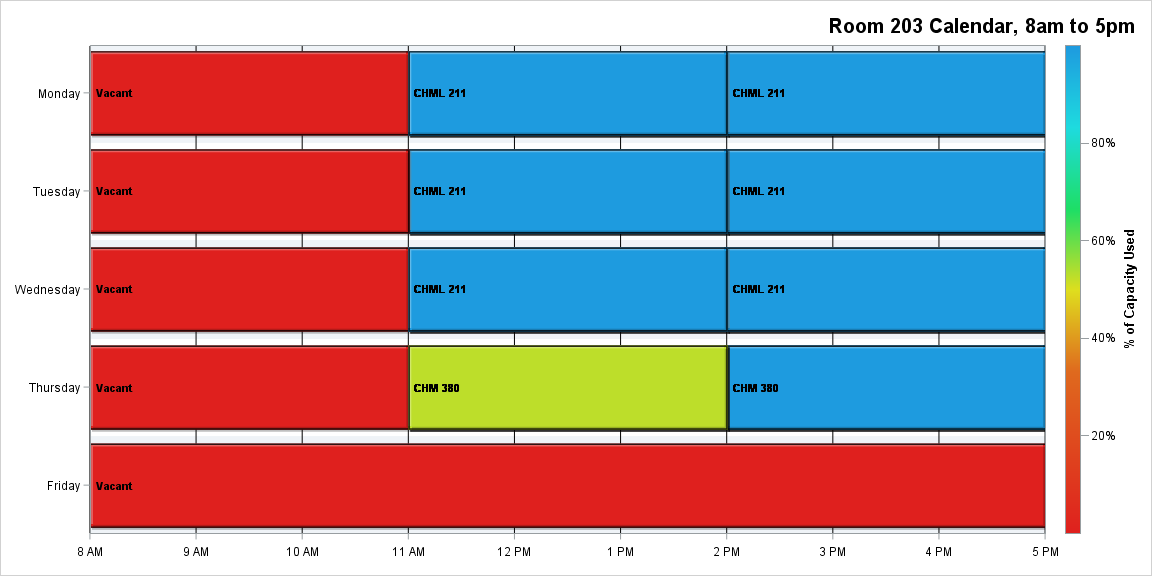 Room 203 Calendar, 8am to 5pm
Monday
Vacant
CHML 211
CHML 211
Tuesday
Vacant
CHML 211
CHML 211
Wednesday
Vacant
CHML 211
CHML 211
Thursday
Vacant
CHM 380
CHM 380
Friday
Vacant
8 AM
9 AM
10 AM
11 AM
12 PM
1 PM
2 PM
3 PM
4 PM
5 PM
80%
60%
40%
20%
% of Capacity Used